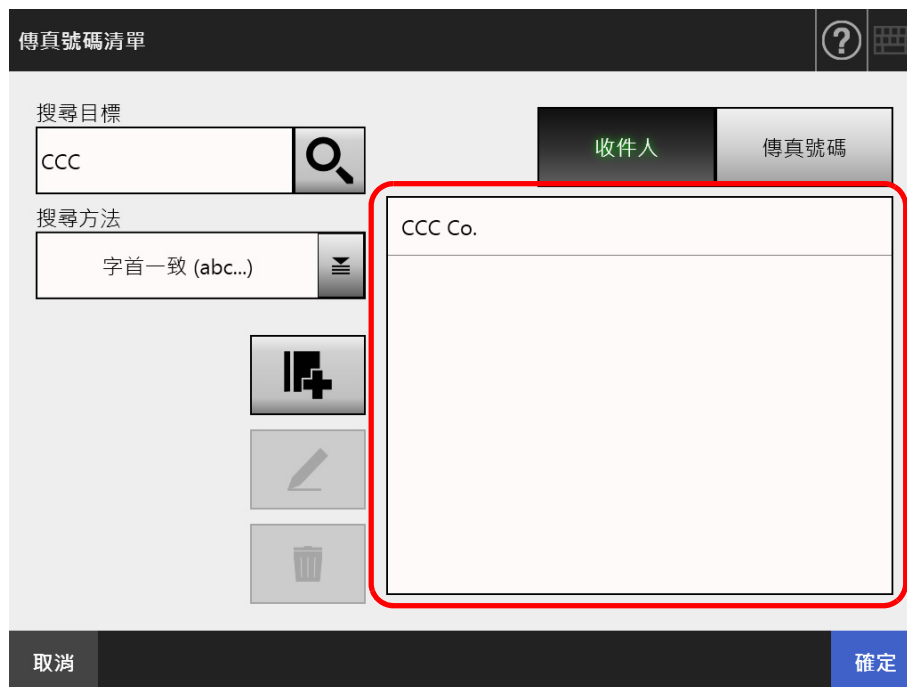 傳真號碼清單
搜尋目標
CCC
收件人
傳真號碼
搜尋方法
字首一致 (abc...)
CCC Co.
取消
確定